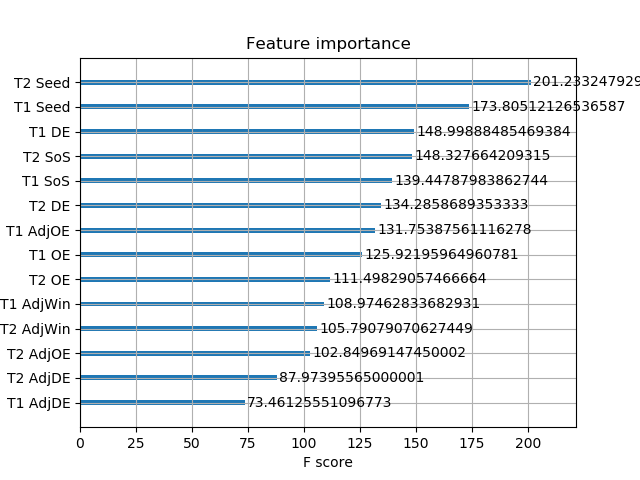 Feature importance
T2 Seed 201.233247929
T1 Seed 173.80512126536587
T1 DE 148.99888485469384
T2 SoS 148.327664209315
T1 SoS 139.44787983862744
T2 DE 134.2858689353333
T1 AdjOE 131.75387561116278
T1 OE 125.92195964960781
T2 OE 111.49829057466664
T1 AdjWin 108.97462833682931
T2 AdjWin 105.79079070627449
T2 AdjOE 102.84969147450002
T2 AdjDE 87.97395565000001
T1 AdjDE 73.46125551096773
0 25 50 75 100 125 150 175 200
F score